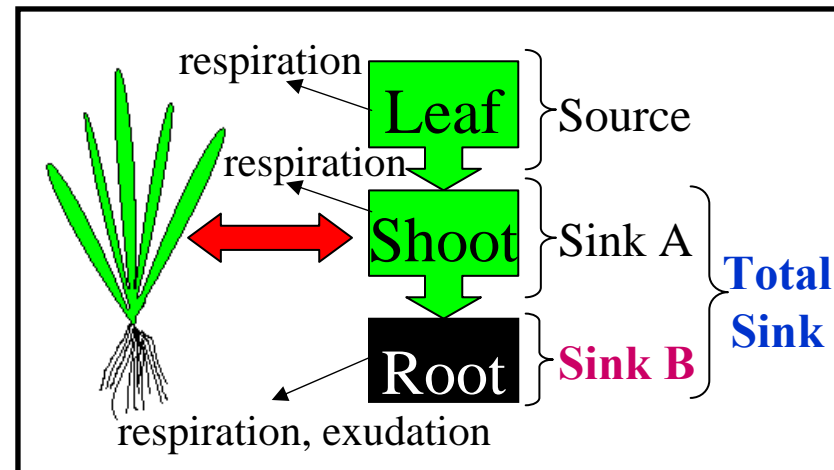 respiration
Leaf
Source
respiration
Shoot
Sink A
Total
Sink
Root
Sink B
respiration, exudation